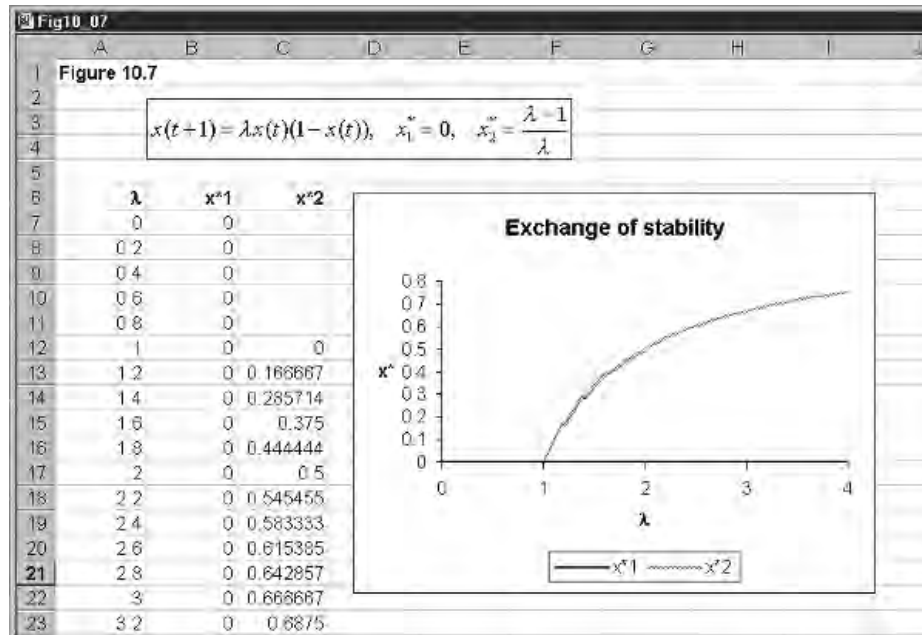 Fig10_07
A B C D E F G H I
1 Figure 10.7
2
3
4
x(t+1) = λx(t)(1−x(t)), x₁* = 0, x₂* = (λ−1)/λ
5
6 λ x*1 x*2
7 0 0
8 0.2 0
9 0.4 0
10 0.6 0
11 0.8 0
12 1 0 0
13 1.2 0 0.166667
14 1.4 0 0.285714
15 1.6 0 0.375
16 1.8 0 0.444444
17 2 0 0.5
18 2.2 0 0.545455
19 2.4 0 0.583333
20 2.6 0 0.615385
21 2.8 0 0.642857
22 3 0 0.666667
23 3.2 0 0.6875
Exchange of stability
0.8
0.7
0.6
0.5
x* 0.4
0.3
0.2
0.1
0
0 1 2 3 4
λ
x*1 x*2